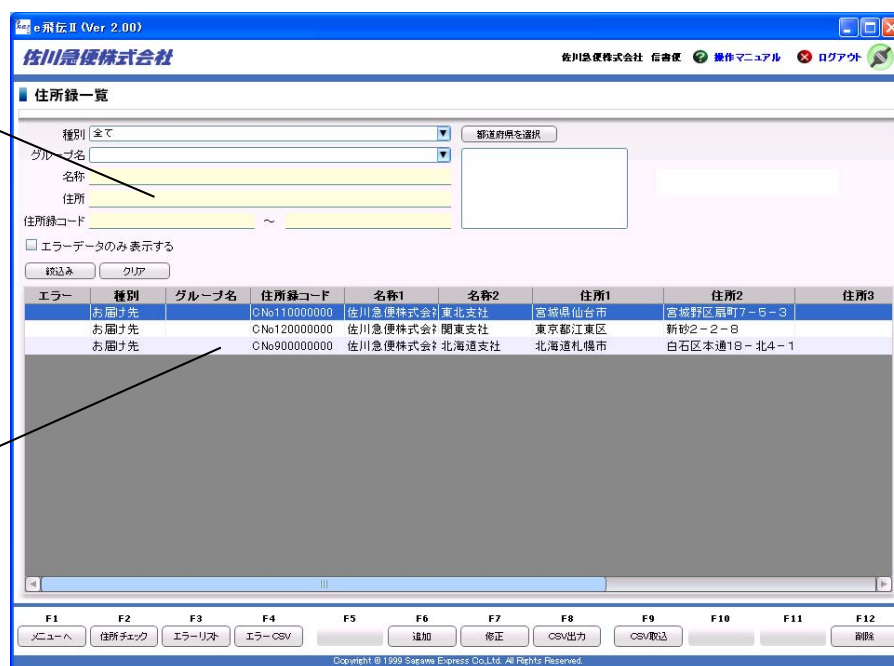 e飛伝Ⅱ (Ver 2.00)
佐川急便株式会社
佐川急便株式会社 信書便 操作マニュアル ログアウト
住所録一覧
種別 全て 都道府県を選択
グループ名
名称
住所
住所録コード ～
エラーデータのみ表示する
絞込み クリア
エラー 種別 グループ名 住所録コード 名称1 名称2 住所1 住所2 住所3
お届け先 CNo110000000 佐川急便株式会社 東北支社 宮城県仙台市 宮城野区扇町7－5－3
お届け先 CNo120000000 佐川急便株式会社 関東支社 東京都江東区 新砂2－2－8
お届け先 CNo900000000 佐川急便株式会社 北海道支社 北海道札幌市 白石区本通18－北4－1
F1 F2 F3 F4 F5 F6 F7 F8 F9 F10 F11 F12
メニューへ 住所チェック エラーリスト エラーCSV 追加 修正 CSV出力 CSV取込 削除
Copyright © 1999 Sagawa Express Co.,Ltd. All Rights Reserved.